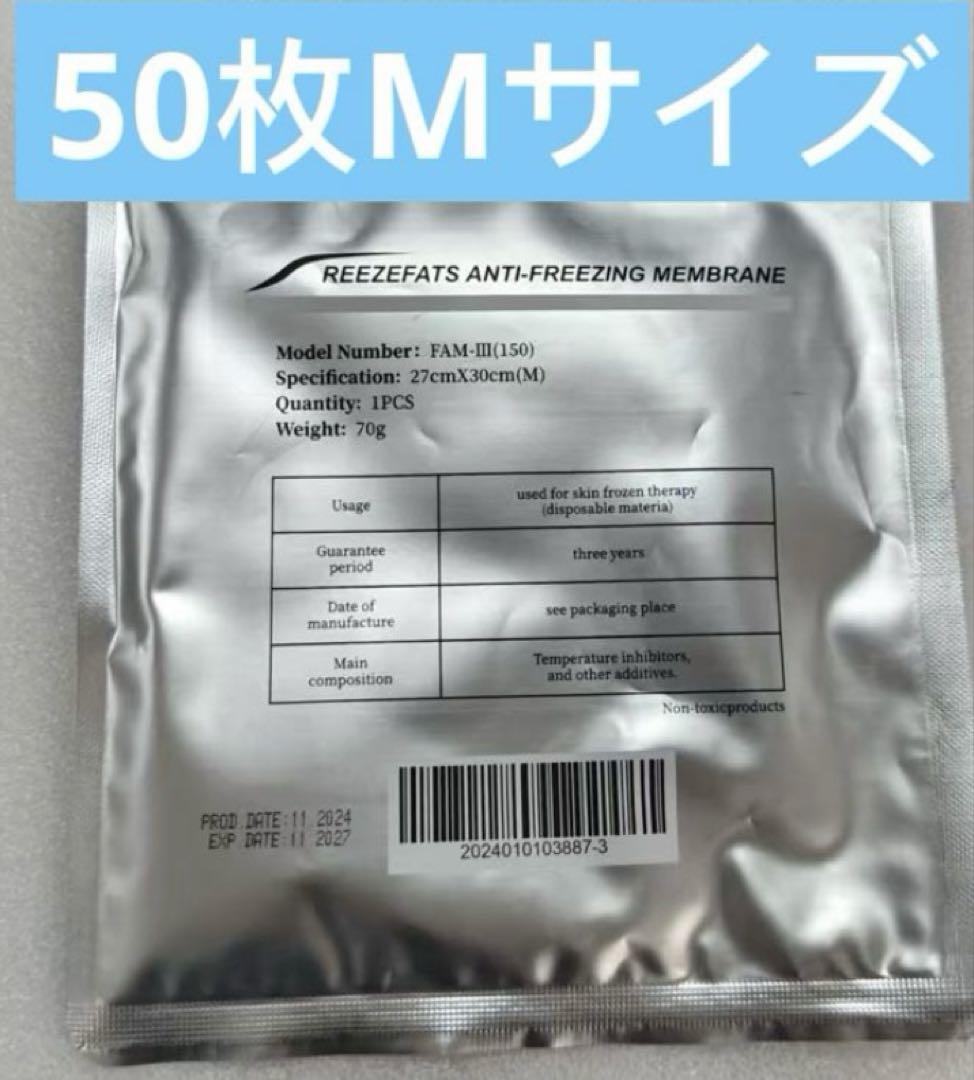 50枚Mサイズ
REEZEFATS ANTI-FREEZING MEMBRANE
Model Number: FAM-III(150)
Specification: 27cmX30cm(M)
Quantity: 1PCS
Weight: 70g
Usage
used for skin frozen therapy
(disposable materia)
Guarantee
period
three years
Date of
manufacture
see packaging place
Main
composition
Temperature inhibitors,
and other additives.
Non-toxicproducts
PROD.DATE:11 2024
EXP DATE:11 2027
2024010103887-3